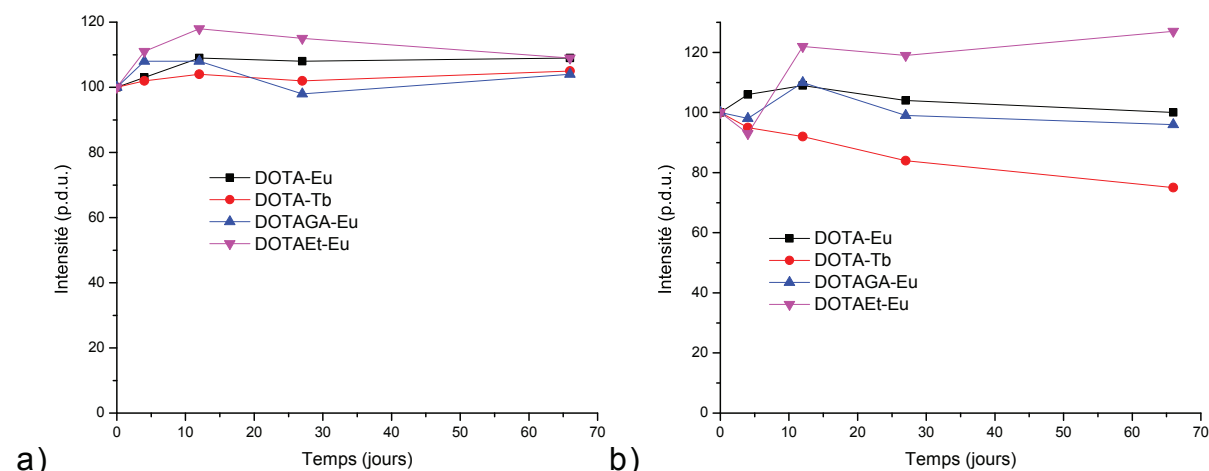 120
100
80
60
40
20
0
Intensité (p.d.u.)
DOTA-Eu
DOTA-Tb
DOTAGA-Eu
DOTAEt-Eu
0 10 20 30 40 50 60 70
Temps (jours)
a)
120
100
80
60
40
20
0
Intensité (p.d.u.)
DOTA-Eu
DOTA-Tb
DOTAGA-Eu
DOTAEt-Eu
0 10 20 30 40 50 60 70
Temps (jours)
b)